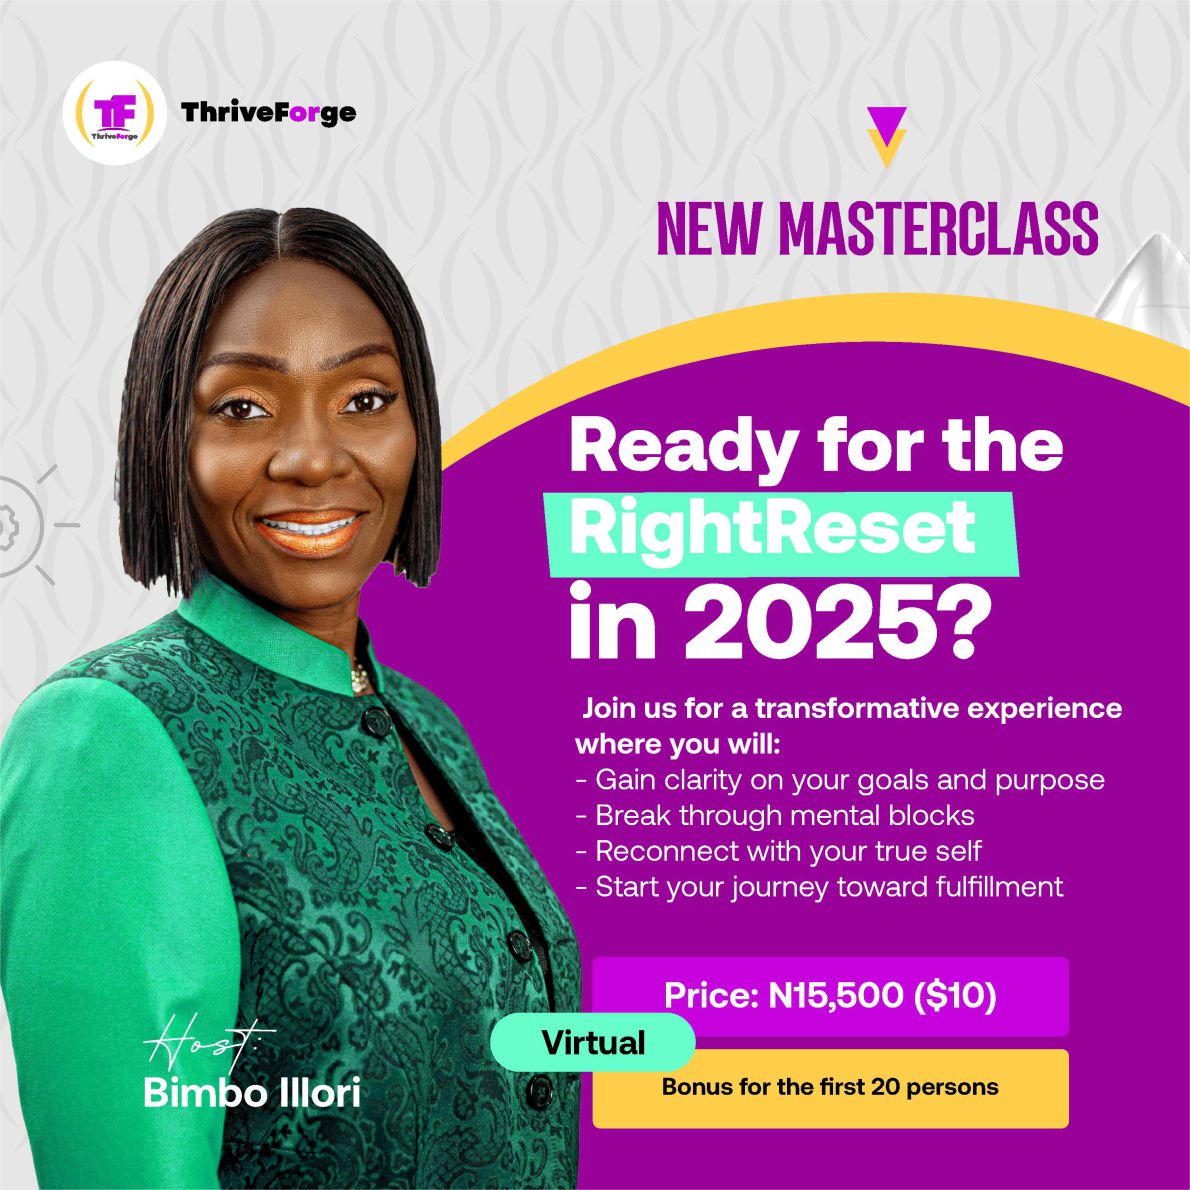 TF
ThriveForge
ThriveForge
NEW MASTERCLASS
Ready for the
RightReset
in 2025?
Join us for a transformative experience
where you will:
- Gain clarity on your goals and purpose
- Break through mental blocks
- Reconnect with your true self
- Start your journey toward fulfillment
Price: N15,500 ($10)
Virtual
Bonus for the first 20 persons
Host:
Bimbo Illori